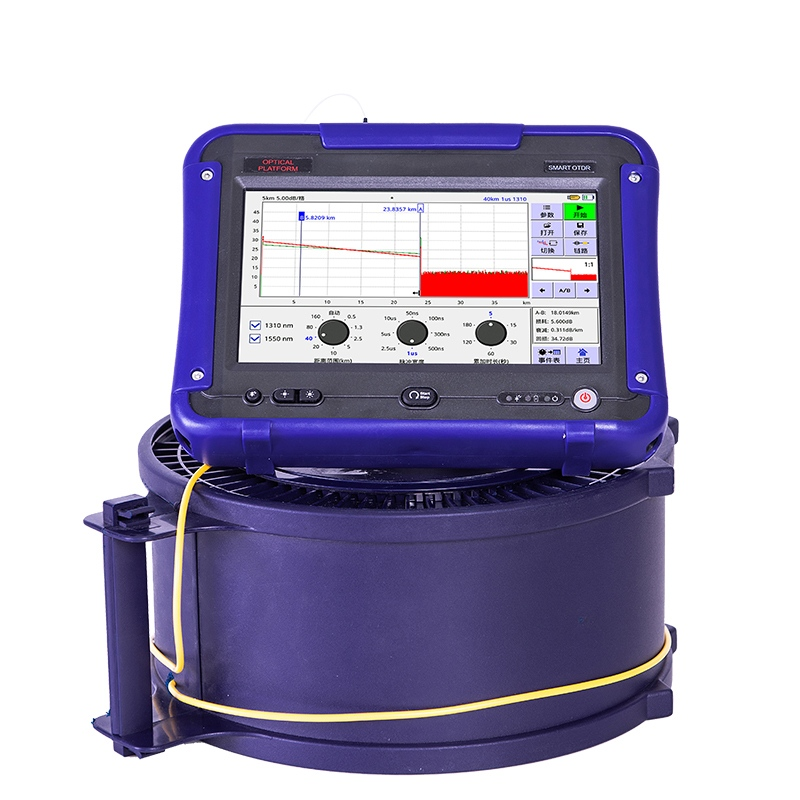 OPTICAL
PLATFORM
SMART OTDR
5km 5.00dB/格
40km 1us 1310
23.8357 km A
B 5.8209 km
45
40
35
30
25
20
15
10
5
5 10 15 20 25 30 35 km
参数
开始
打开
保存
切换
链路
1:1
A/B
A-B: 18.0149km
损耗: 5.600dB
衰减: 0.311dB/km
回损: 34.72dB
事件表
主页
1310 nm
1550 nm
自动
160 0.5
80 1.3
40 2.5
20 5
10
距离范围(km)
50ns
10us 100ns
5us 300ns
2.5us 500ns
1us
脉冲宽度
5
180 15
120 30
60
累加时长(秒)
Start
Stop